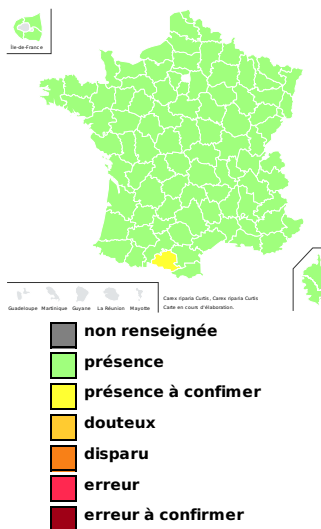 Île-de-France
Guadeloupe Martinique Guyane La Réunion Mayotte
Carex riparia Curtis, Carex riparia Curtis
Carte en cours d'élaboration.
non renseignée
présence
présence à confimer
douteux
disparu
erreur
erreur à confirmer